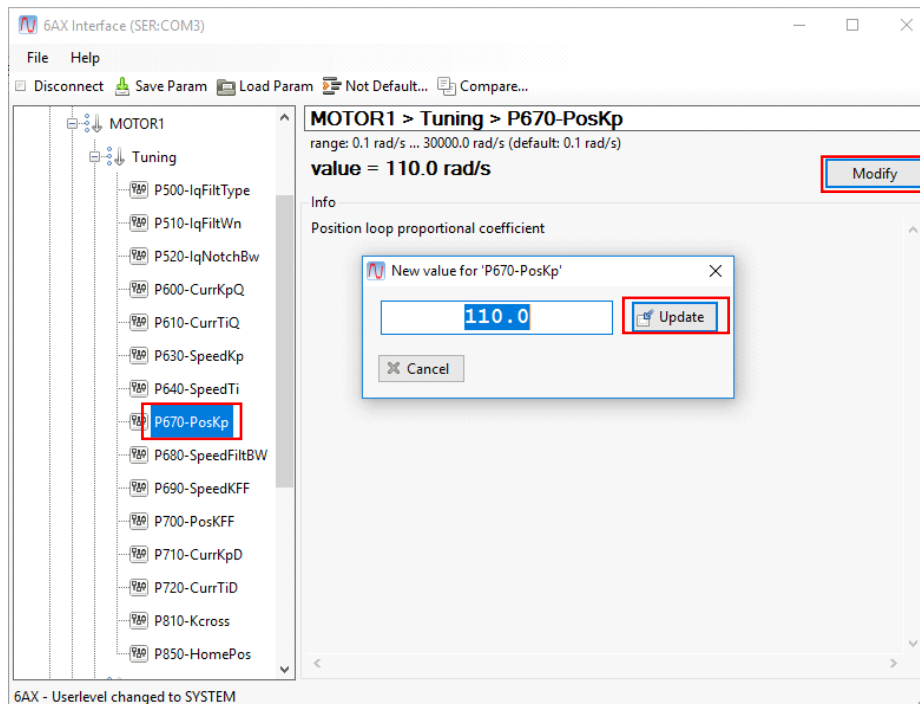 6AX Interface (SER:COM3)
File Help
Disconnect Save Param Load Param Not Default... Compare...
MOTOR1
Tuning
P500-IqFiltType
P510-IqFiltWn
P520-IqNotchBw
P600-CurrKpQ
P610-CurrTiQ
P630-SpeedKp
P640-SpeedTi
P670-PosKp
P680-SpeedFiltBW
P690-SpeedKFF
P700-PosKFF
P710-CurrKpD
P720-CurrTiD
P810-Kcross
P850-HomePos
MOTOR1 > Tuning > P670-PosKp
range: 0.1 rad/s ... 30000.0 rad/s (default: 0.1 rad/s)
value = 110.0 rad/s
Modify
Info
Position loop proportional coefficient
New value for 'P670-PosKp'
110.0
Update
Cancel
6AX - Userlevel changed to SYSTEM